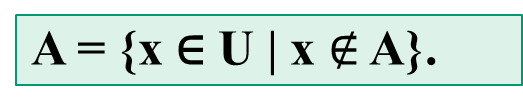 A = {x ∈ U | x ∉ A}.